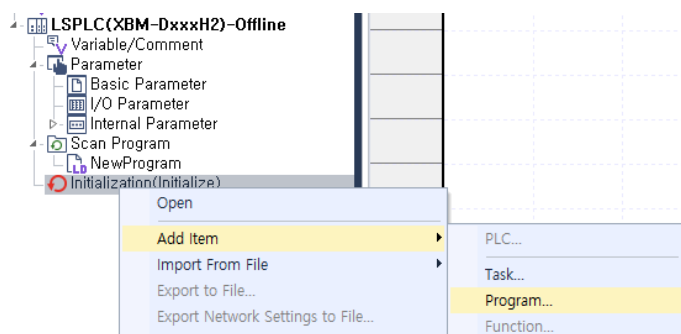 LSPLC(XBM-DxxxH2)-Offline
Variable/Comment
Parameter
Basic Parameter
I/O Parameter
Internal Parameter
Scan Program
LD NewProgram
Initialization(Initialize)
Open
Add Item
Import From File
Export to File...
Export Network Settings to File...
PLC...
Task...
Program...
Function...